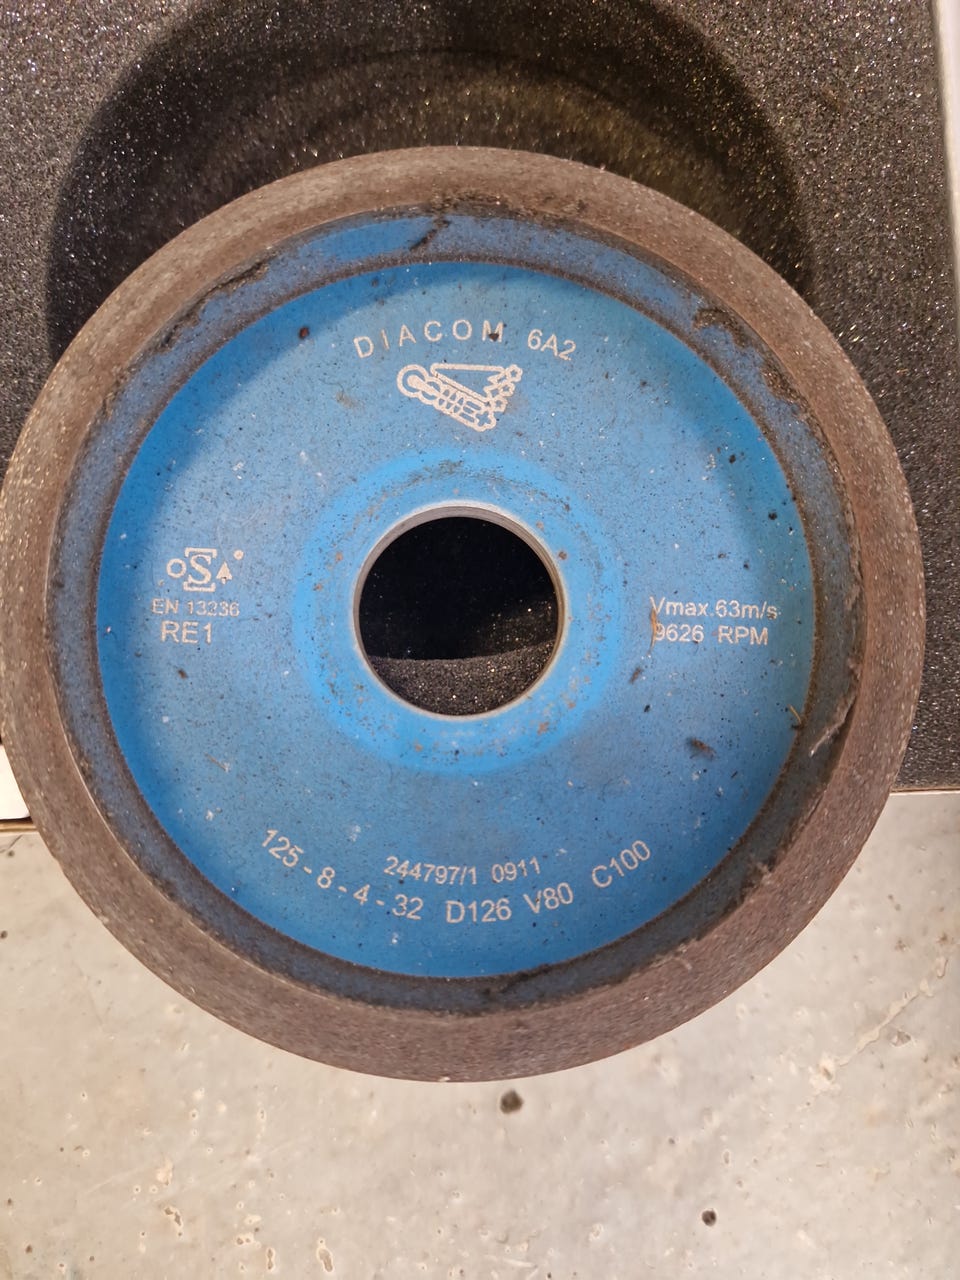 DIACOM 6A2
oSa
EN 13236
RE1
Vmax.63m/s
9626 RPM
244797/1 0911
125-8-4-32 D126 V80 C100